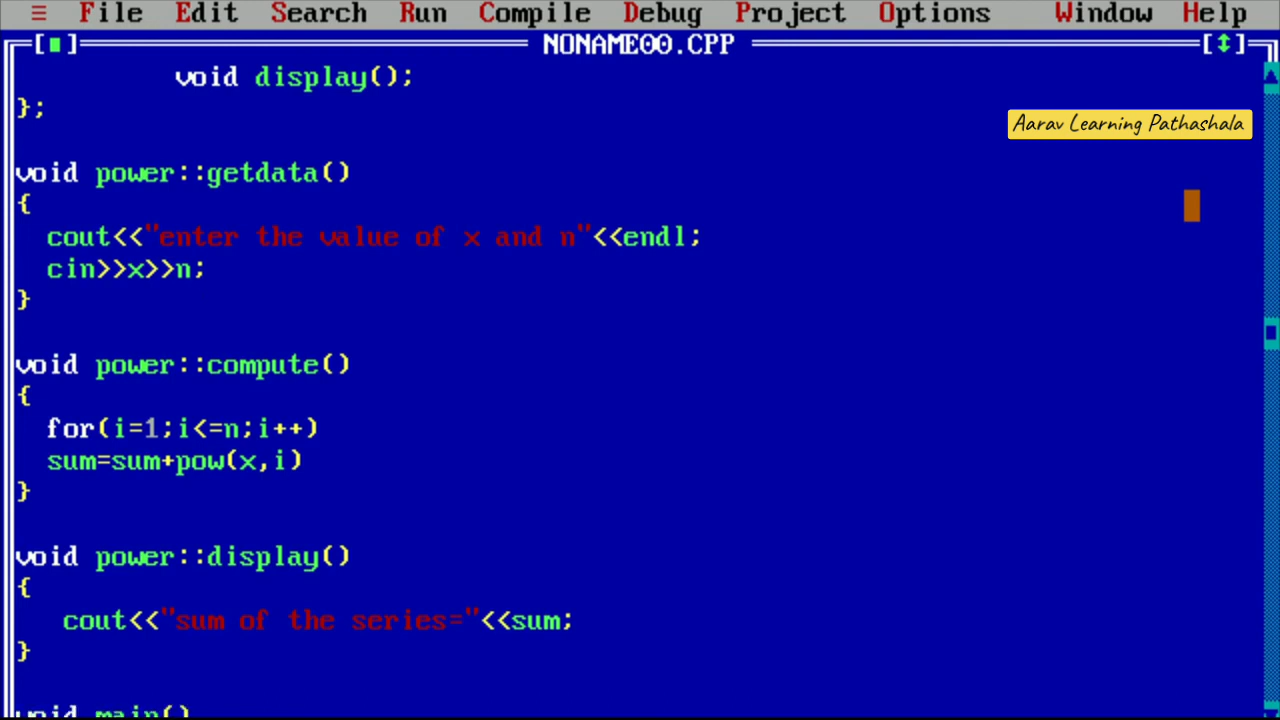 ≡ File Edit Search Run Compile Debug Project Options Window Help
[■] NONAME00.CPP [↕]
void display();
};
Aarav Learning Pathashala
void power::getdata()
{
cout<<"enter the value of x and n"<<endl;
cin>>x>>n;
}
void power::compute()
{
for(i=1;i<=n;i++)
sum=sum+pow(x,i)
}
void power::display()
{
cout<<"sum of the series="<<sum;
}
void main()